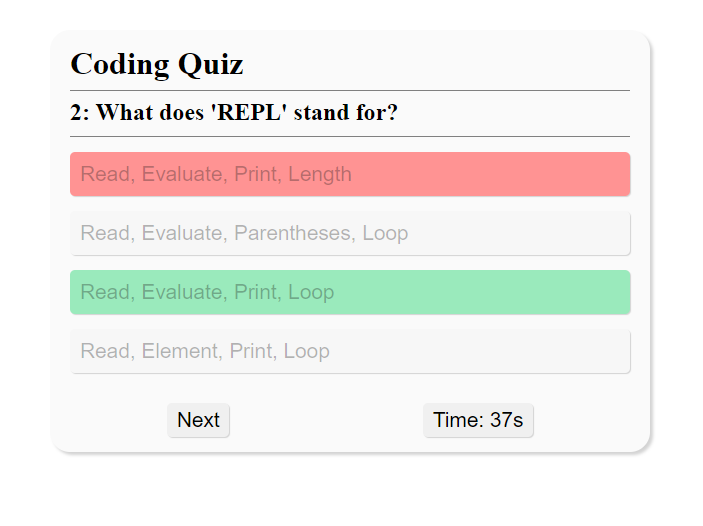 Coding Quiz
2: What does 'REPL' stand for?
Read, Evaluate, Print, Length
Read, Evaluate, Parentheses, Loop
Read, Evaluate, Print, Loop
Read, Element, Print, Loop
Next
Time: 37s